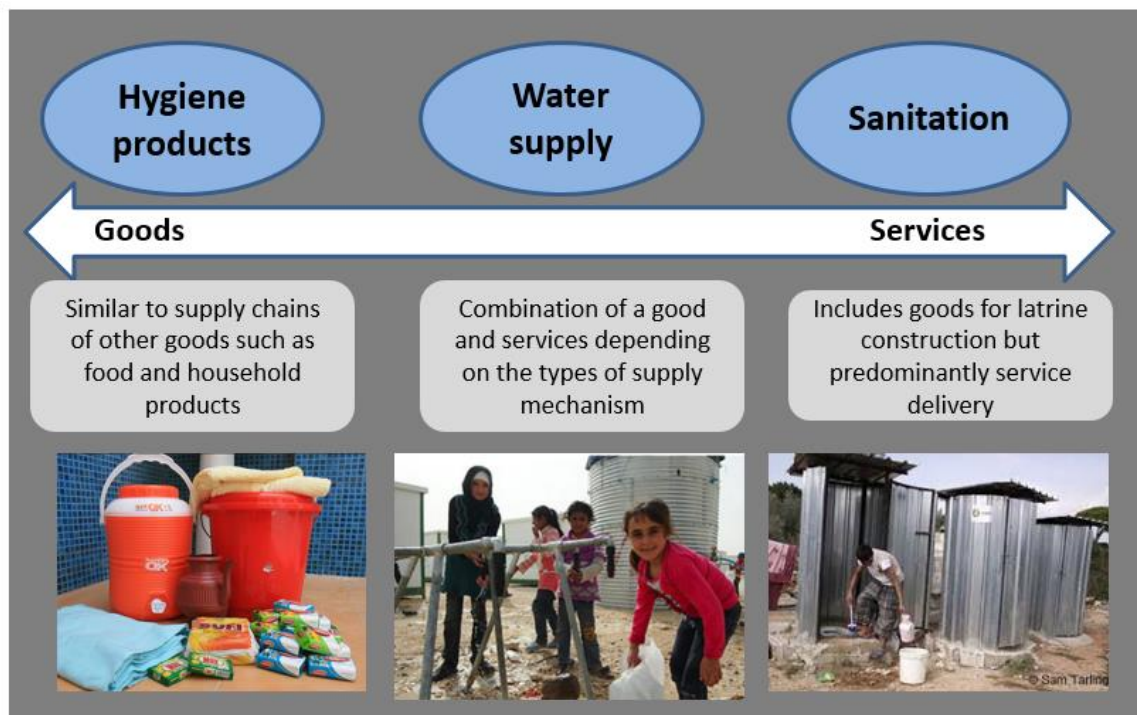 Hygiene
products
Water
supply
Sanitation
Goods
Services
Similar to supply chains
of other goods such as
food and household
products
Combination of a good
and services depending
on the types of supply
mechanism
Includes goods for latrine
construction but
predominantly service
delivery
© Sam Tarling